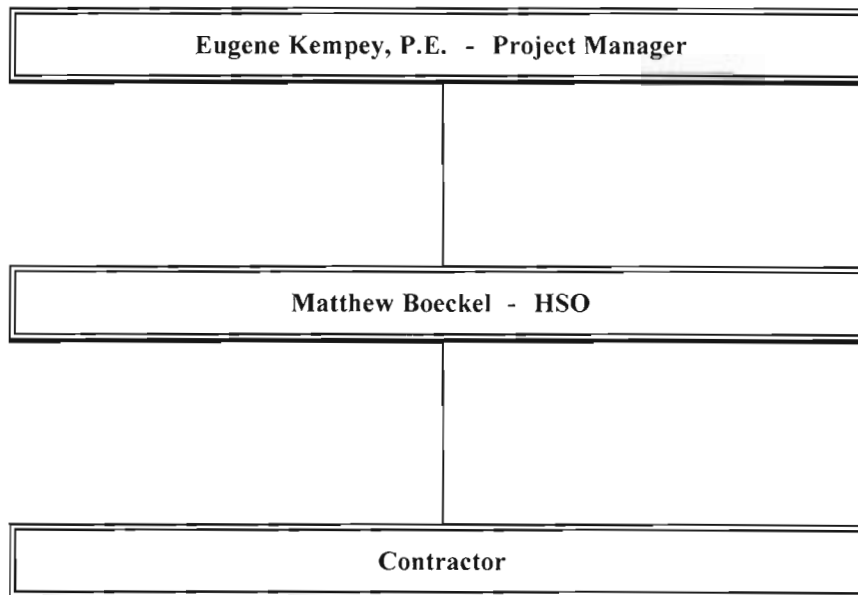 Eugene Kempey, P.E. - Project Manager
Matthew Boeckel - HSO
Contractor